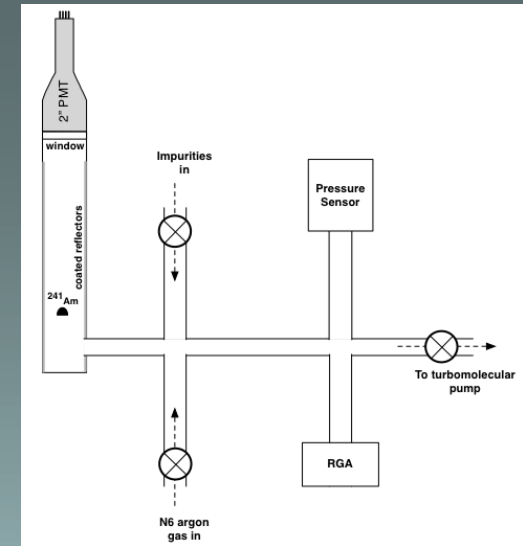 2" PMT
window
coated reflectors
241Am
Impurities
in
Pressure
Sensor
To turbomolecular
pump
RGA
N6 argon
gas in